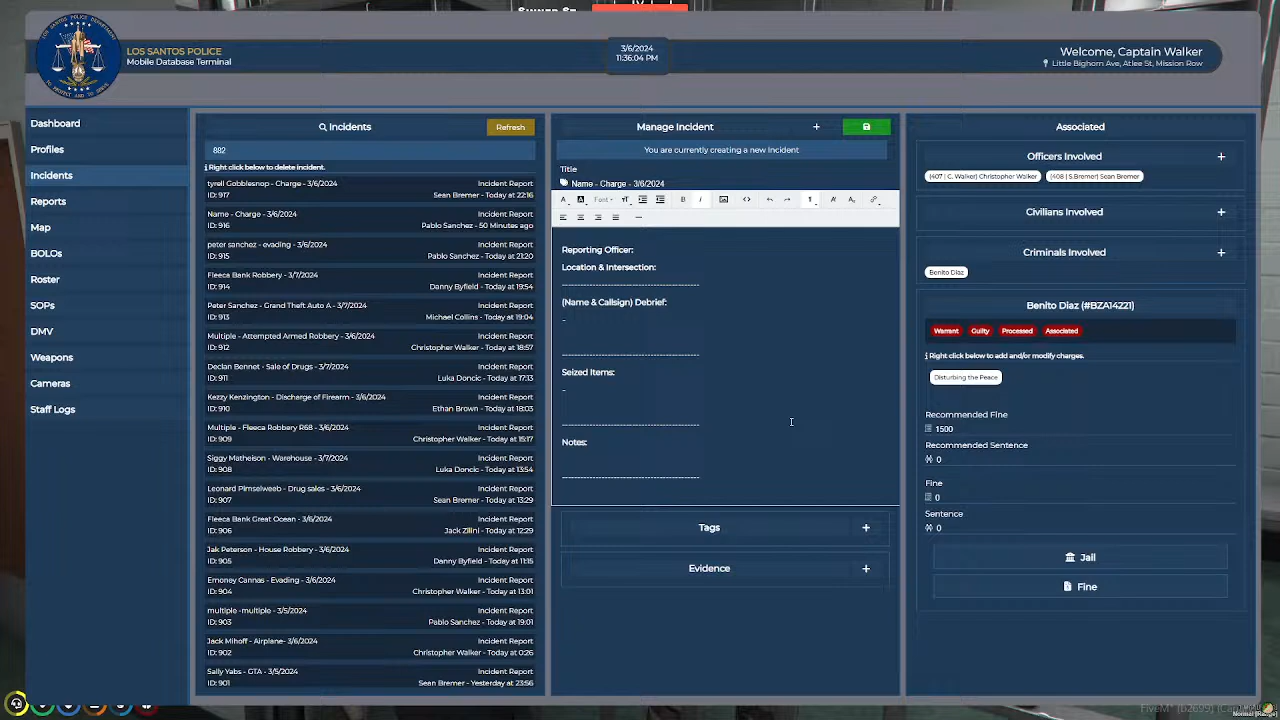 LOS SANTOS POLICE
Mobile Database Terminal
3/6/2024
11:36:04 PM
Welcome, Captain Walker
Little Bighorn Ave, Atlee St, Mission Row
Dashboard
Profiles
Incidents
Reports
Map
BOLOs
Roster
SOPs
DMV
Weapons
Cameras
Staff Logs
Incidents
Refresh
882
Right click below to delete incident.
tyrell Gobblesnop - Charge - 3/6/2024 Incident Report
ID: 917 Sean Bremer - Today at 22:16
Name - Charge - 3/6/2024 Incident Report
ID: 916 Pablo Sanchez - 50 minutes ago
peter sanchez - evading - 3/6/2024 Incident Report
ID: 915 Pablo Sanchez - Today at 21:20
Fleeca Bank Robbery - 3/7/2024 Incident Report
ID: 914 Danny Byfield - Today at 19:54
Peter Sanchez - Grand Theft Auto A - 3/7/2024 Incident Report
ID: 913 Michael Collins - Today at 19:04
Multiple - Attempted Armed Robbery - 3/6/2024 Incident Report
ID: 912 Christopher Walker - Today at 18:57
Declan Bennet - Sale of Drugs - 3/7/2024 Incident Report
ID: 911 Luka Doncic - Today at 17:33
Kezzy Kenzington - Discharge of Firearm - 3/6/2024 Incident Report
ID: 910 Ethan Brown - Today at 18:03
Multiple - Fleeca Robbery R68 - 3/6/2024 Incident Report
ID: 909 Christopher Walker - Today at 15:17
Siggy Matheison - Warehouse - 3/7/2024 Incident Report
ID: 908 Luka Doncic - Today at 13:54
Leonard Pimselweeb - Drug sales - 3/6/2024 Incident Report
ID: 907 Sean Bremer - Today at 13:29
Fleeca Bank Great Ocean - 3/6/2024 Incident Report
ID: 906 Jack Zilini - Today at 12:29
Jak Peterson - House Robbery - 3/6/2024 Incident Report
ID: 905 Danny Byfield - Today at 11:15
Emoney Cannas - Evading - 3/6/2024 Incident Report
ID: 904 Christopher Walker - Today at 13:01
multiple -multiple - 3/5/2024 Incident Report
ID: 903 Pablo Sanchez - Today at 19:01
Jack Mihoff - Airplane- 3/6/2024 Incident Report
ID: 902 Christopher Walker - Today at 0:26
Sally Yabs - GTA - 3/5/2024 Incident Report
ID: 901 Sean Bremer - Yesterday at 23:56
Manage Incident
You are currently creating a new Incident
Title
Name - Charge - 3/6/2024
Font
Reporting Officer:
Location & Intersection:
(Name & Callsign) Debrief:
-
Seized Items:
-
Notes:
Tags
Evidence
Associated
Officers Involved
(407 | C. Walker) Christopher Walker
(408 | S.Bremer) Sean Bremer
Civilians Involved
Criminals Involved
Benito Diaz
Benito Diaz (#BZA14221)
Warrant Guilty Processed Associated
Right click below to add and/or modify charges.
Disturbing the Peace
Recommended Fine
1500
Recommended Sentence
0
Fine
0
Sentence
0
Jail
Fine